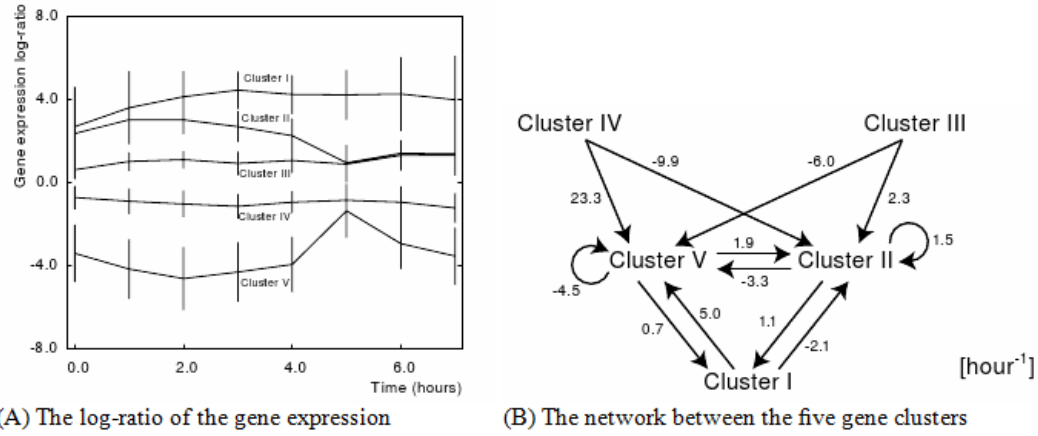 8.0
4.0
0.0
-4.0
-8.0
Gene expression log-ratio
Cluster I
Cluster II
Cluster III
Cluster IV
Cluster V
0.0 2.0 4.0 6.0
Time (hours)
(A) The log-ratio of the gene expression
Cluster IV Cluster III
-9.9 -6.0
23.3 2.3
1.9 1.5
Cluster V Cluster II
-3.3
-4.5
5.0 1.1
0.7 -2.1
Cluster I
[hour⁻¹]
(B) The network between the five gene clusters